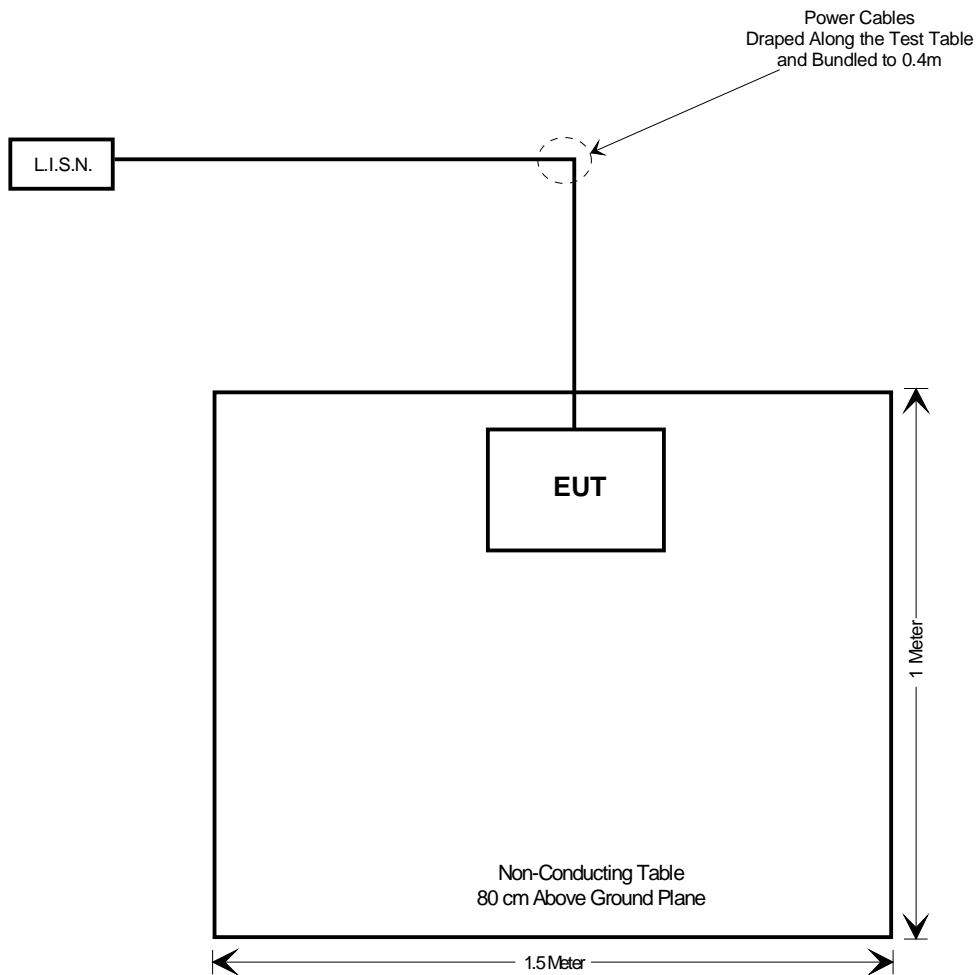 Power Cables
Draped Along the Test Table
and Bundled to 0.4m
L.I.S.N.
EUT
1 Meter
Non-Conducting Table
80 cm Above Ground Plane
1.5 Meter